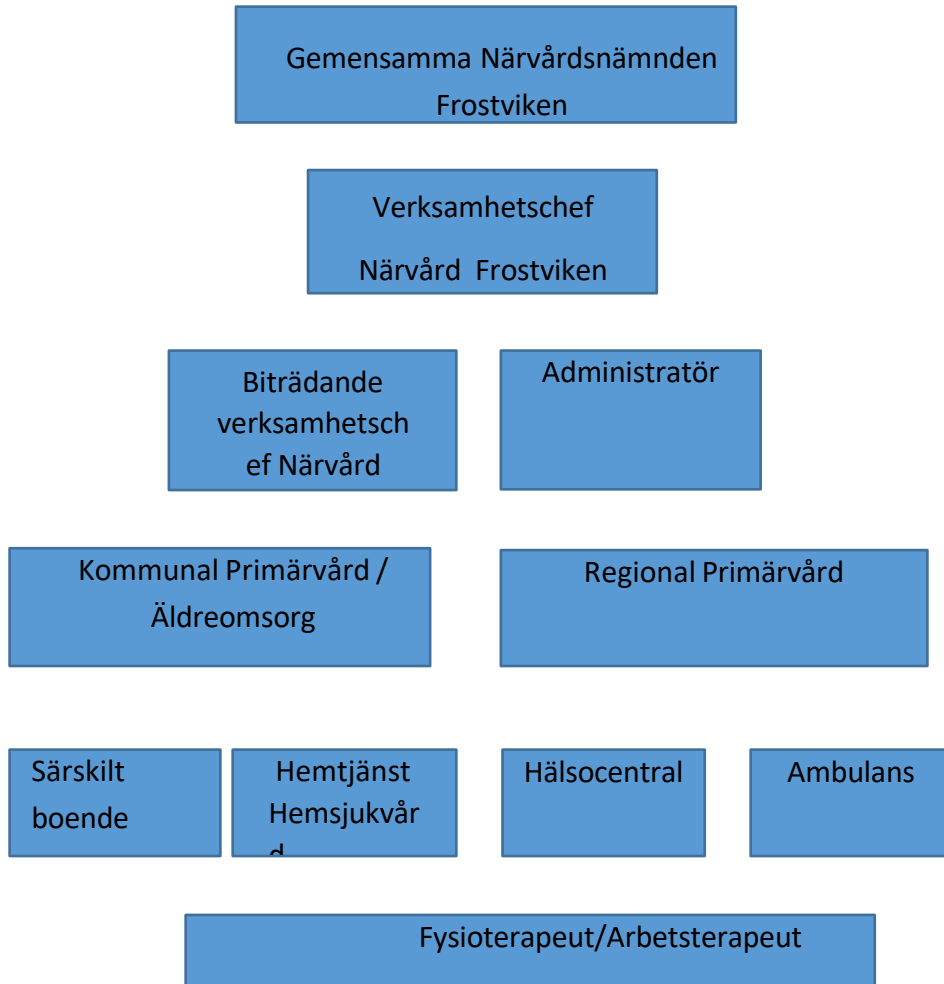 Gemensamma Närvårdsnämnden
Frostviken
Verksamhetschef
Närvård Frostviken
Biträdande
verksamhetsch
ef Närvård
Administratör
Kommunal Primärvård /
Äldreomsorg
Regional Primärvård
Särskilt
boende
Hemtjänst
Hemsjukvår
d
Hälsocentral
Ambulans
Fysioterapeut/Arbetsterapeut